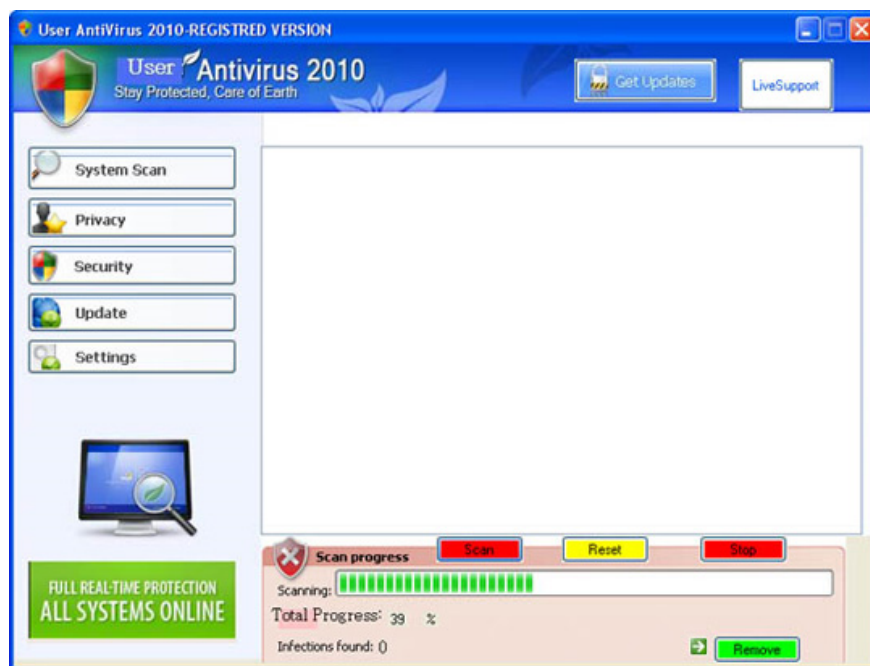 User AntiVirus 2010-REGISTRED VERSION
User Antivirus 2010
Stay Protected, Care of Earth
Get Updates
LiveSupport
System Scan
Privacy
Security
Update
Settings
FULL REAL-TIME PROTECTION
ALL SYSTEMS ONLINE
Scan progress
Scan
Reset
Stop
Scanning:
Total Progress: 39 %
Infections found: 0
Remove